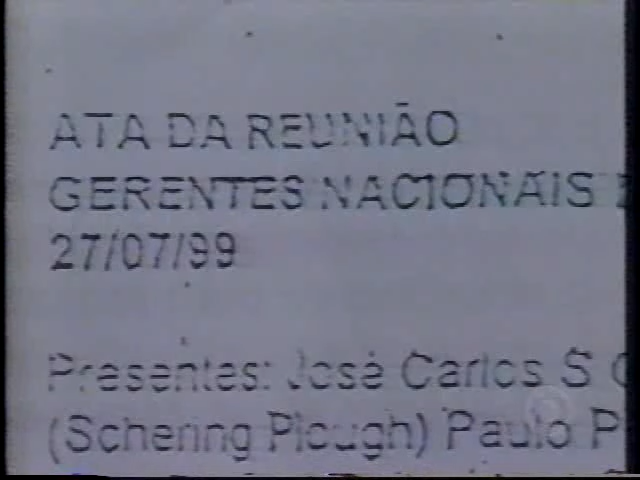 ATA DA REUNIÃO
GERENTES NACIONAIS
27/07/99
Presentes: José Carlos S
(Schering Plough) Paulo P